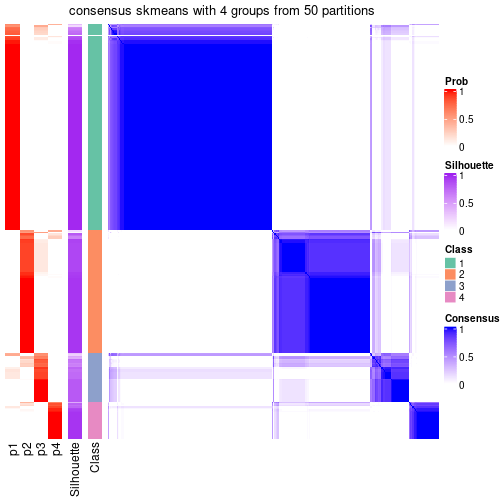 consensus skmeans with 4 groups from 50 partitions
Prob
1
0.5
0
Silhouette
1
0.5
0
Class
1
2
3
4
Consensus
1
0.5
0
p1
p2
p3
p4
Silhouette
Class